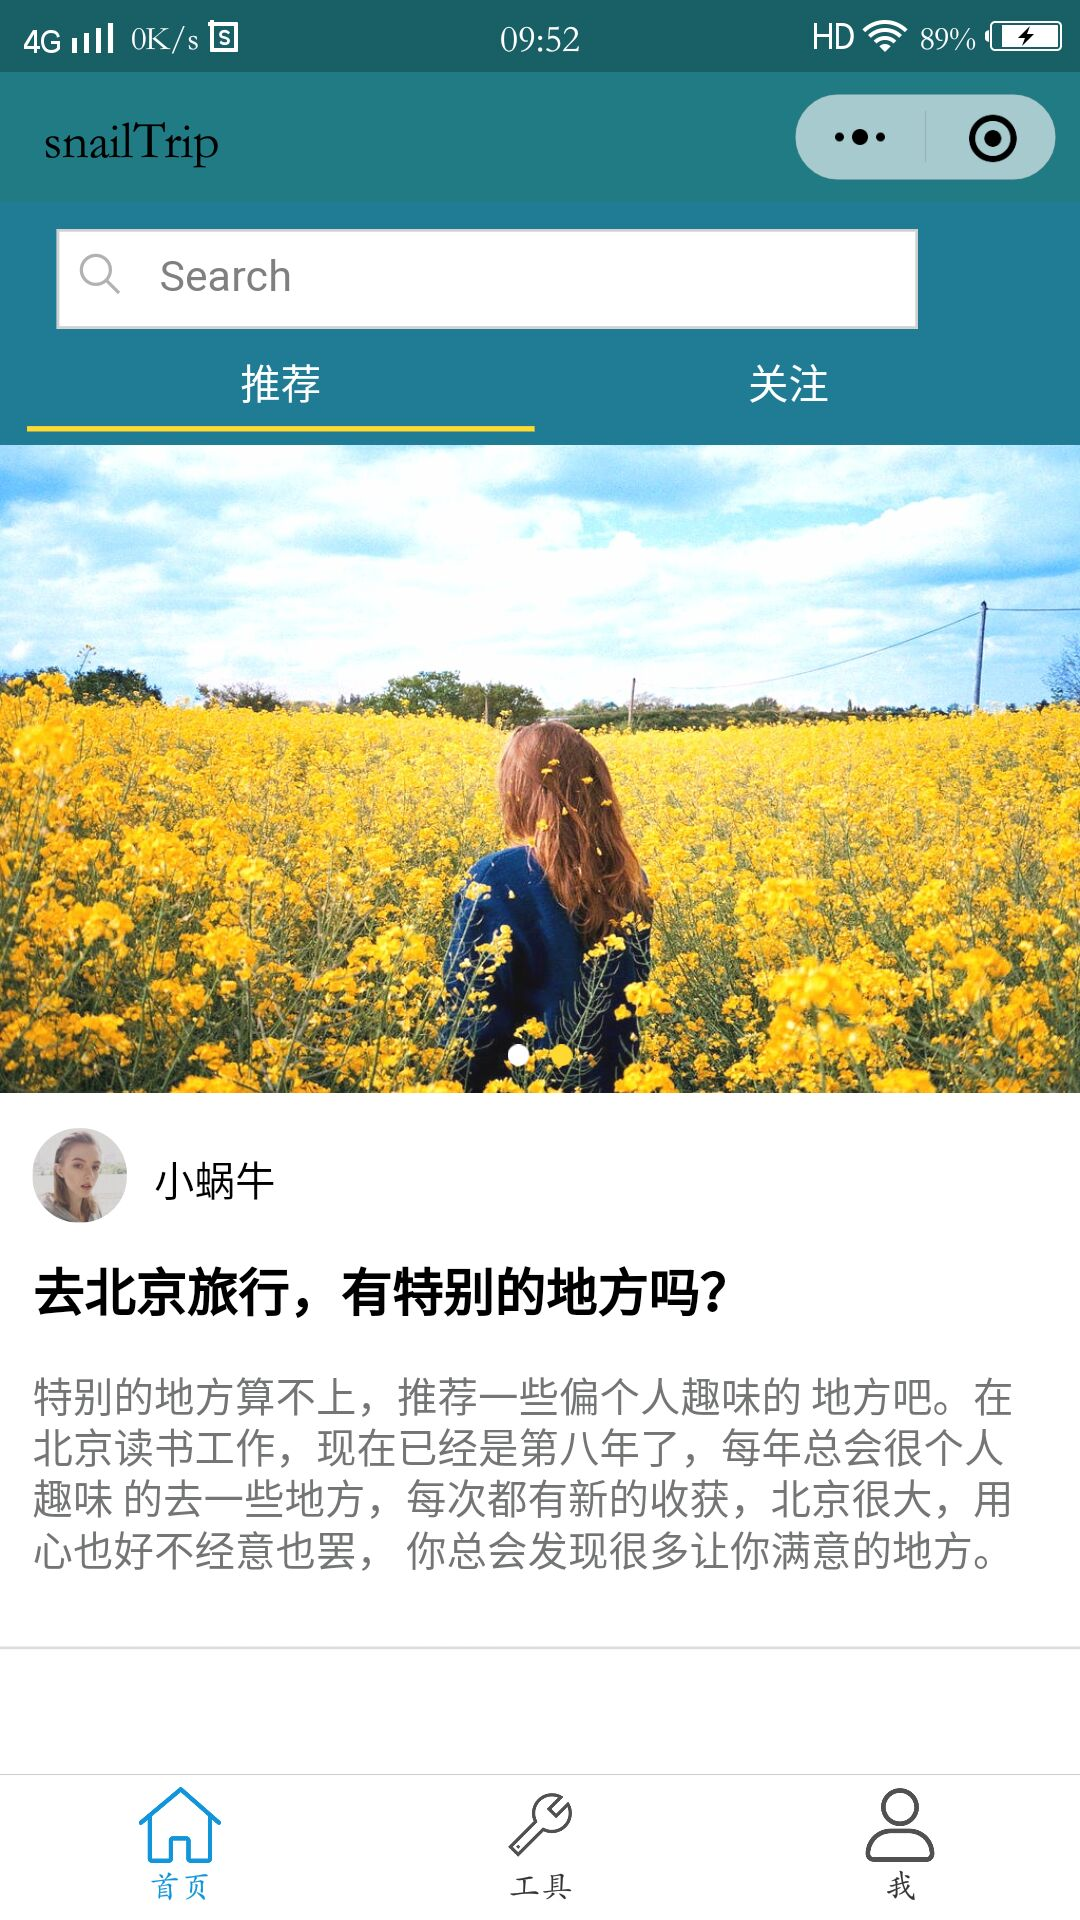 4G 0K/s S 09:52 HD 89%
snailTrip
Search
推荐 关注
小蜗牛
去北京旅行，有特别的地方吗？
特别的地方算不上，推荐一些偏个人趣味的 地方吧。在
北京读书工作，现在已经是第八年了，每年总会很个人
趣味 的去一些地方，每次都有新的收获，北京很大，用
心也好不经意也罢， 你总会发现很多让你满意的地方。
首页 工具 我